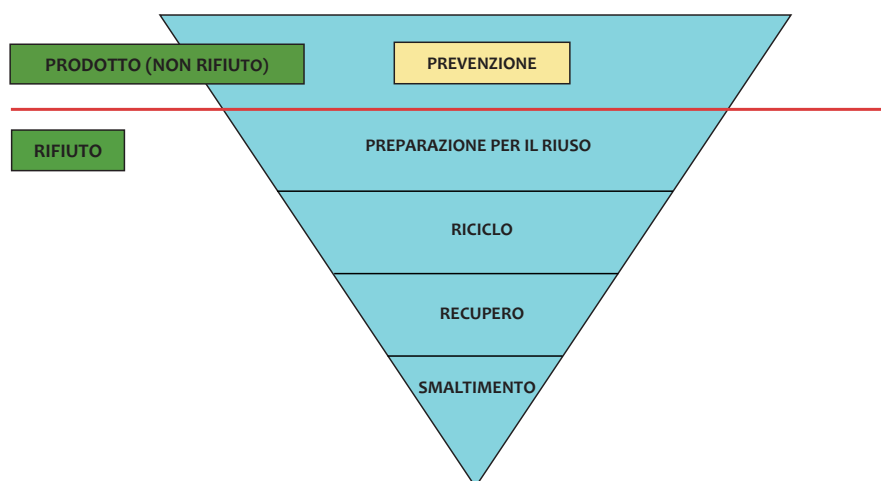 PRODOTTO (NON RIFIUTO)
PREVENZIONE
RIFIUTO
PREPARAZIONE PER IL RIUSO
RICICLO
RECUPERO
SMALTIMENTO